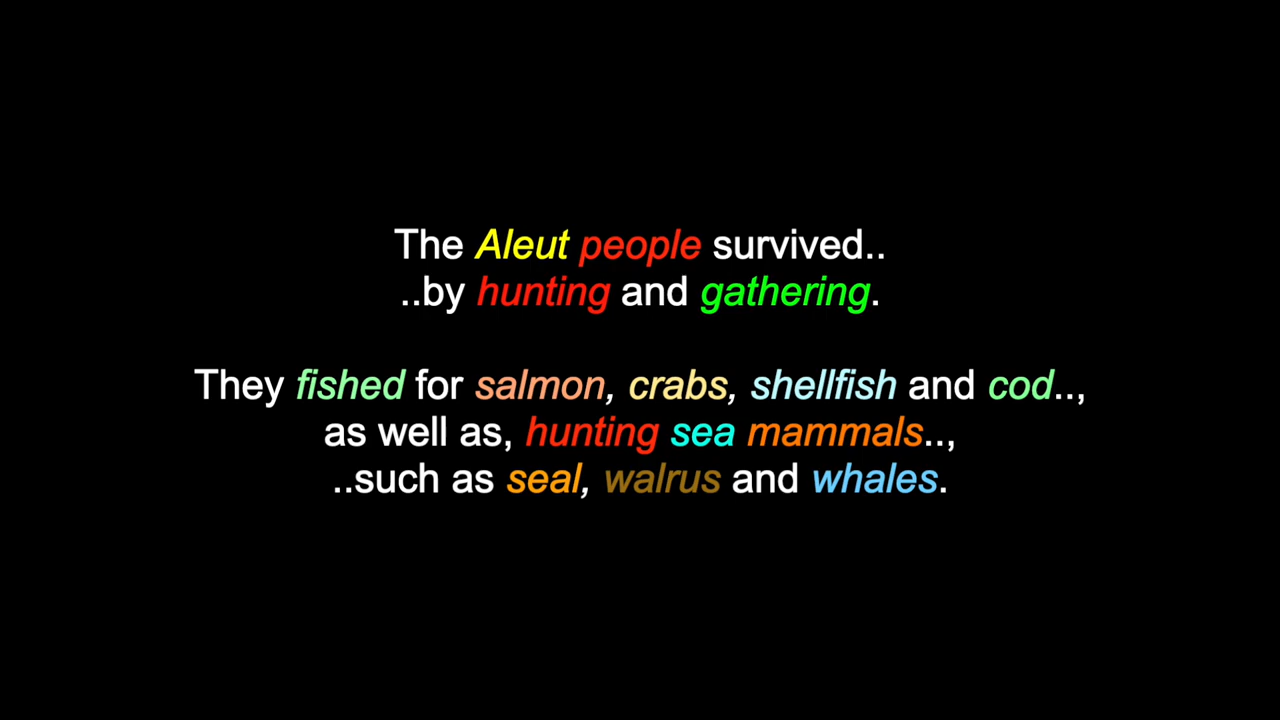 The Aleut people survived..
..by hunting and gathering.
They fished for salmon, crabs, shellfish and cod..,
as well as, hunting sea mammals..,
..such as seal, walrus and whales.